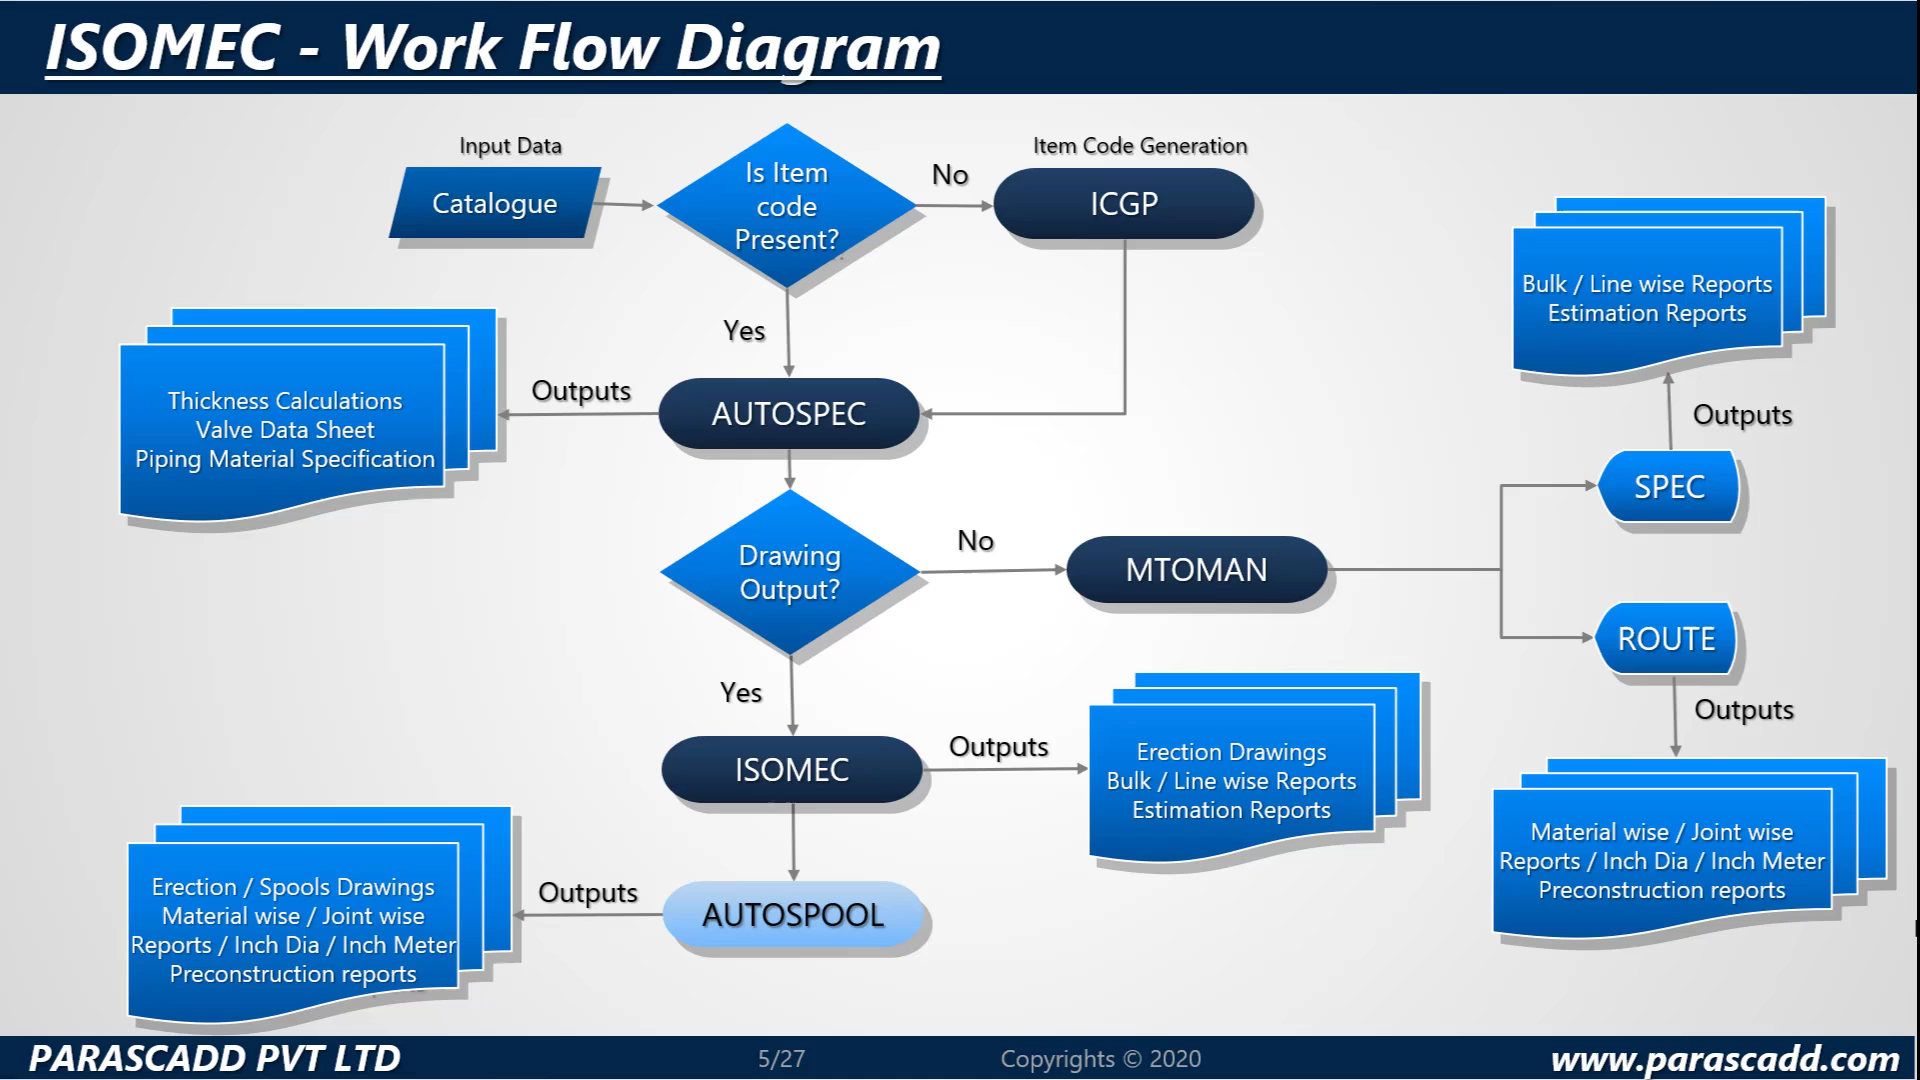 ISOMEC - Work Flow Diagram
Input Data
Catalogue
Is Item
code
Present?
No
Item Code Generation
ICGP
Yes
Bulk / Line wise Reports
Estimation Reports
Outputs
Thickness Calculations
Valve Data Sheet
Piping Material Specification
Outputs
AUTOSPEC
SPEC
Drawing
Output?
No
MTOMAN
ROUTE
Outputs
Yes
ISOMEC
Outputs
Erection Drawings
Bulk / Line wise Reports
Estimation Reports
Material wise / Joint wise
Reports / Inch Dia / Inch Meter
Preconstruction reports
Erection / Spools Drawings
Material wise / Joint wise
Reports / Inch Dia / Inch Meter
Preconstruction reports
Outputs
AUTOSPOOL
PARASCADD PVT LTD
5/27
Copyrights © 2020
www.parascadd.com